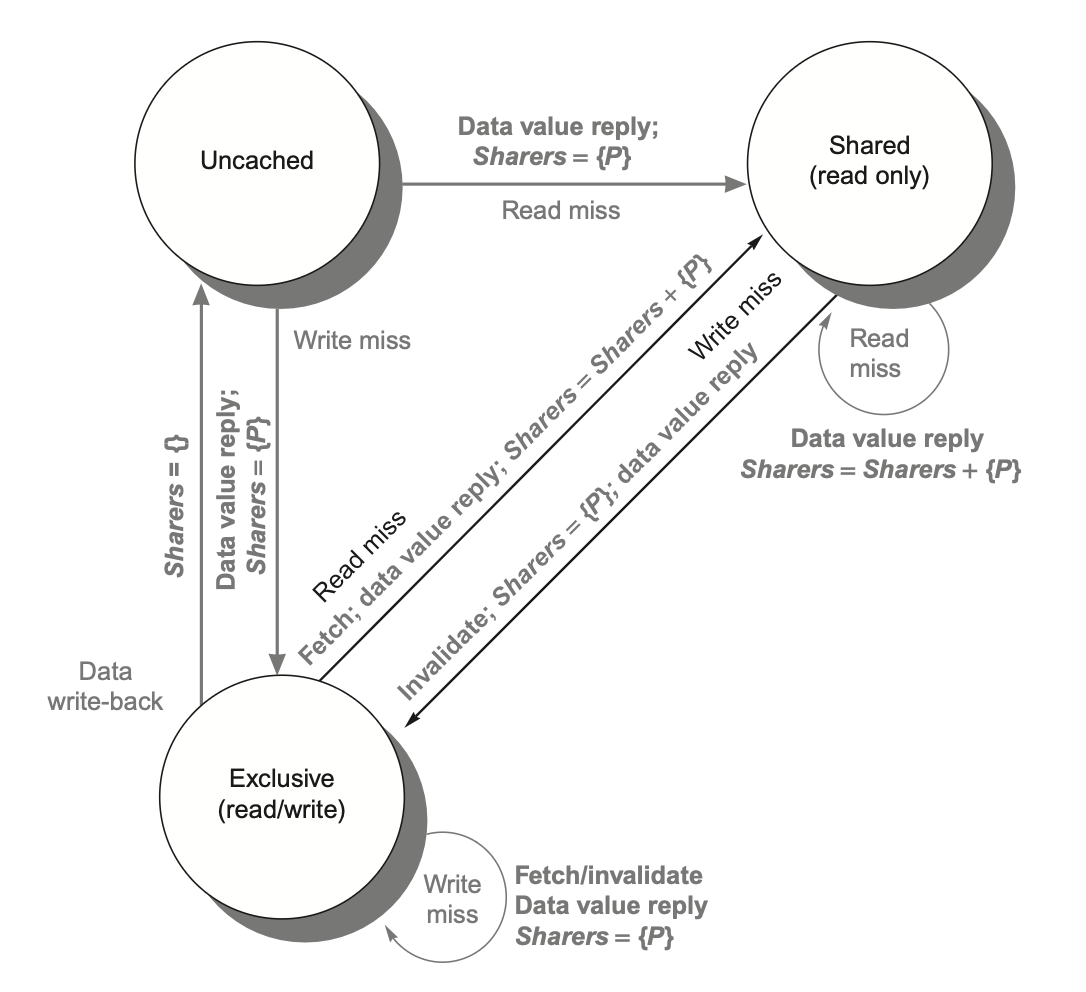 Uncached
Data value reply;
Sharers = {P}
Read miss
Shared
(read only)
Write miss
Sharers = {}
Data value reply;
Sharers = {P}
Read miss
Fetch; data value reply; Sharers = Sharers + {P}
Write miss
Invalidate; Sharers = {P}; data value reply
Read
miss
Data value reply
Sharers = Sharers + {P}
Data
write-back
Exclusive
(read/write)
Write
miss
Fetch/invalidate
Data value reply
Sharers = {P}